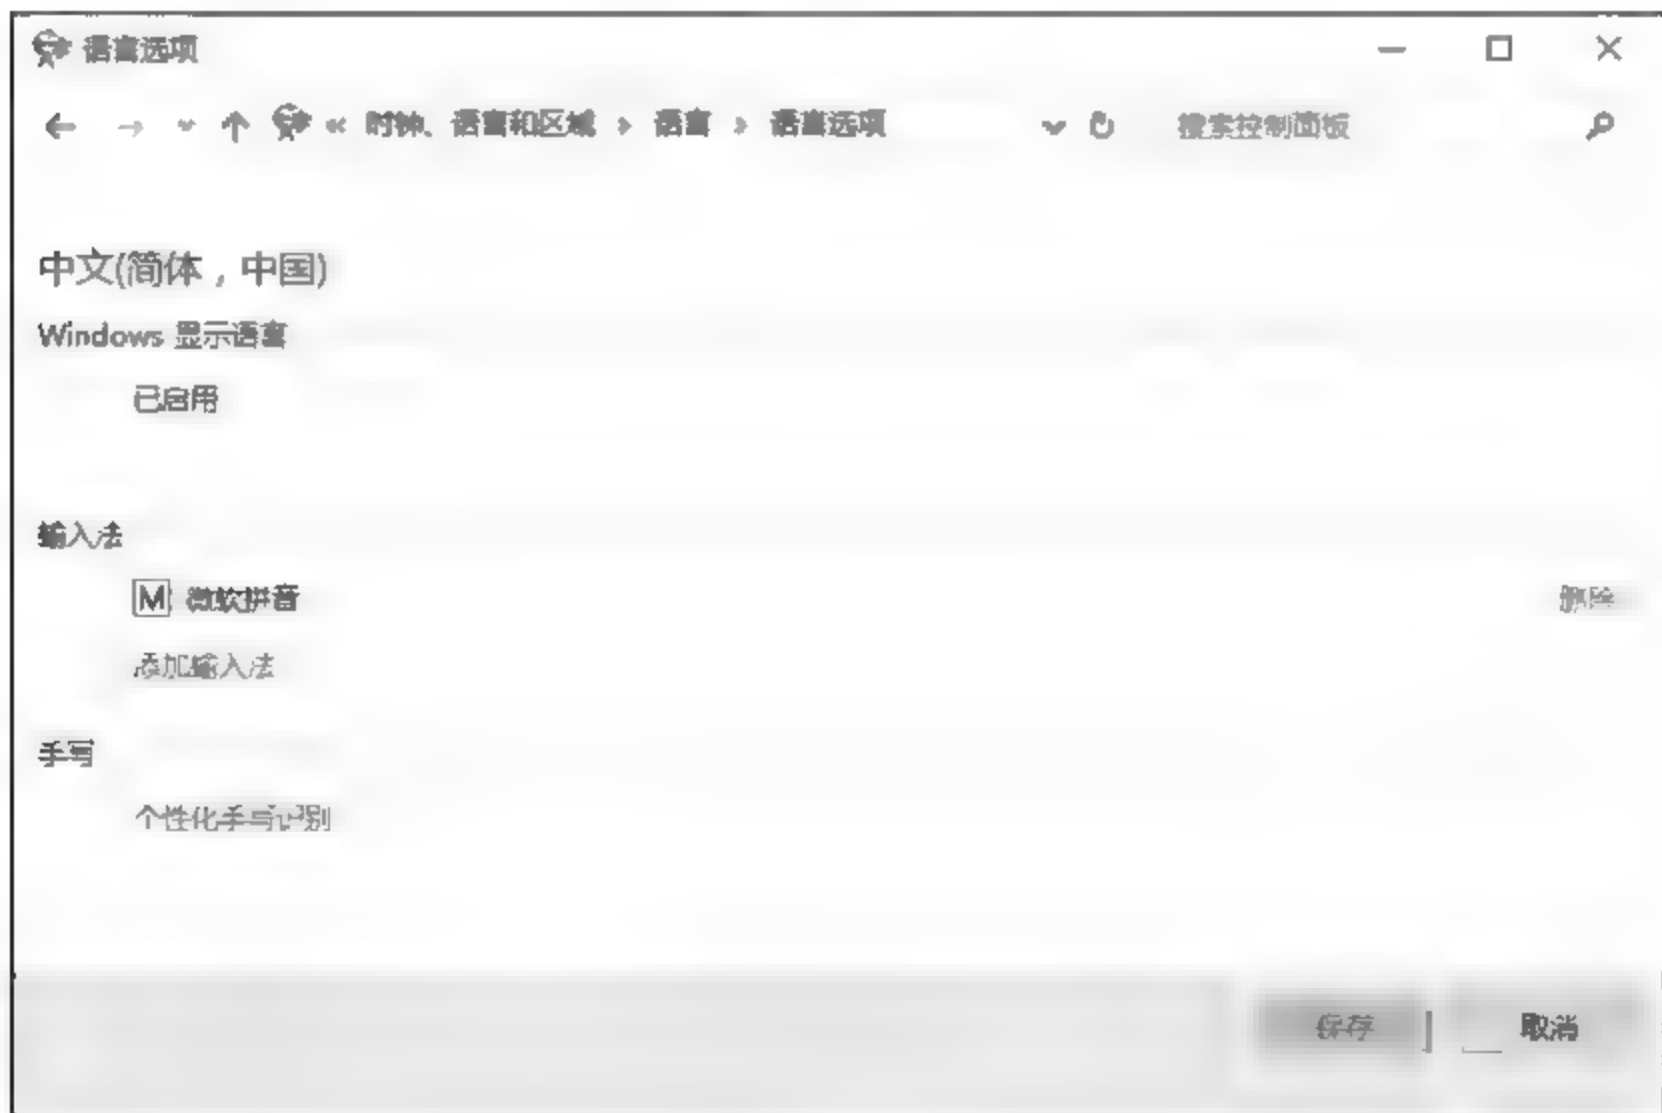 语言选项
« 时钟、语言和区域 › 语言 › 语言选项 搜索控制面板
中文(简体，中国)
Windows 显示语言
已启用
输入法
M 微软拼音 删除
添加输入法
手写
个性化手写识别
保存 取消